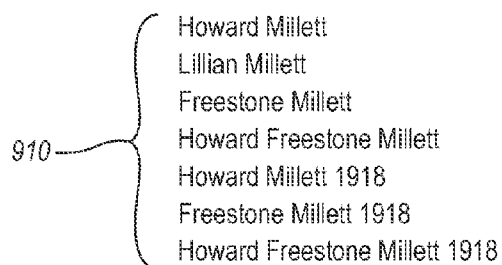 Howard Millett
Lillian Millett
Freestone Millett
910
Howard Freestone Millett
Howard Millett 1918
Freestone Millett 1918
Howard Freestone Millett 1918